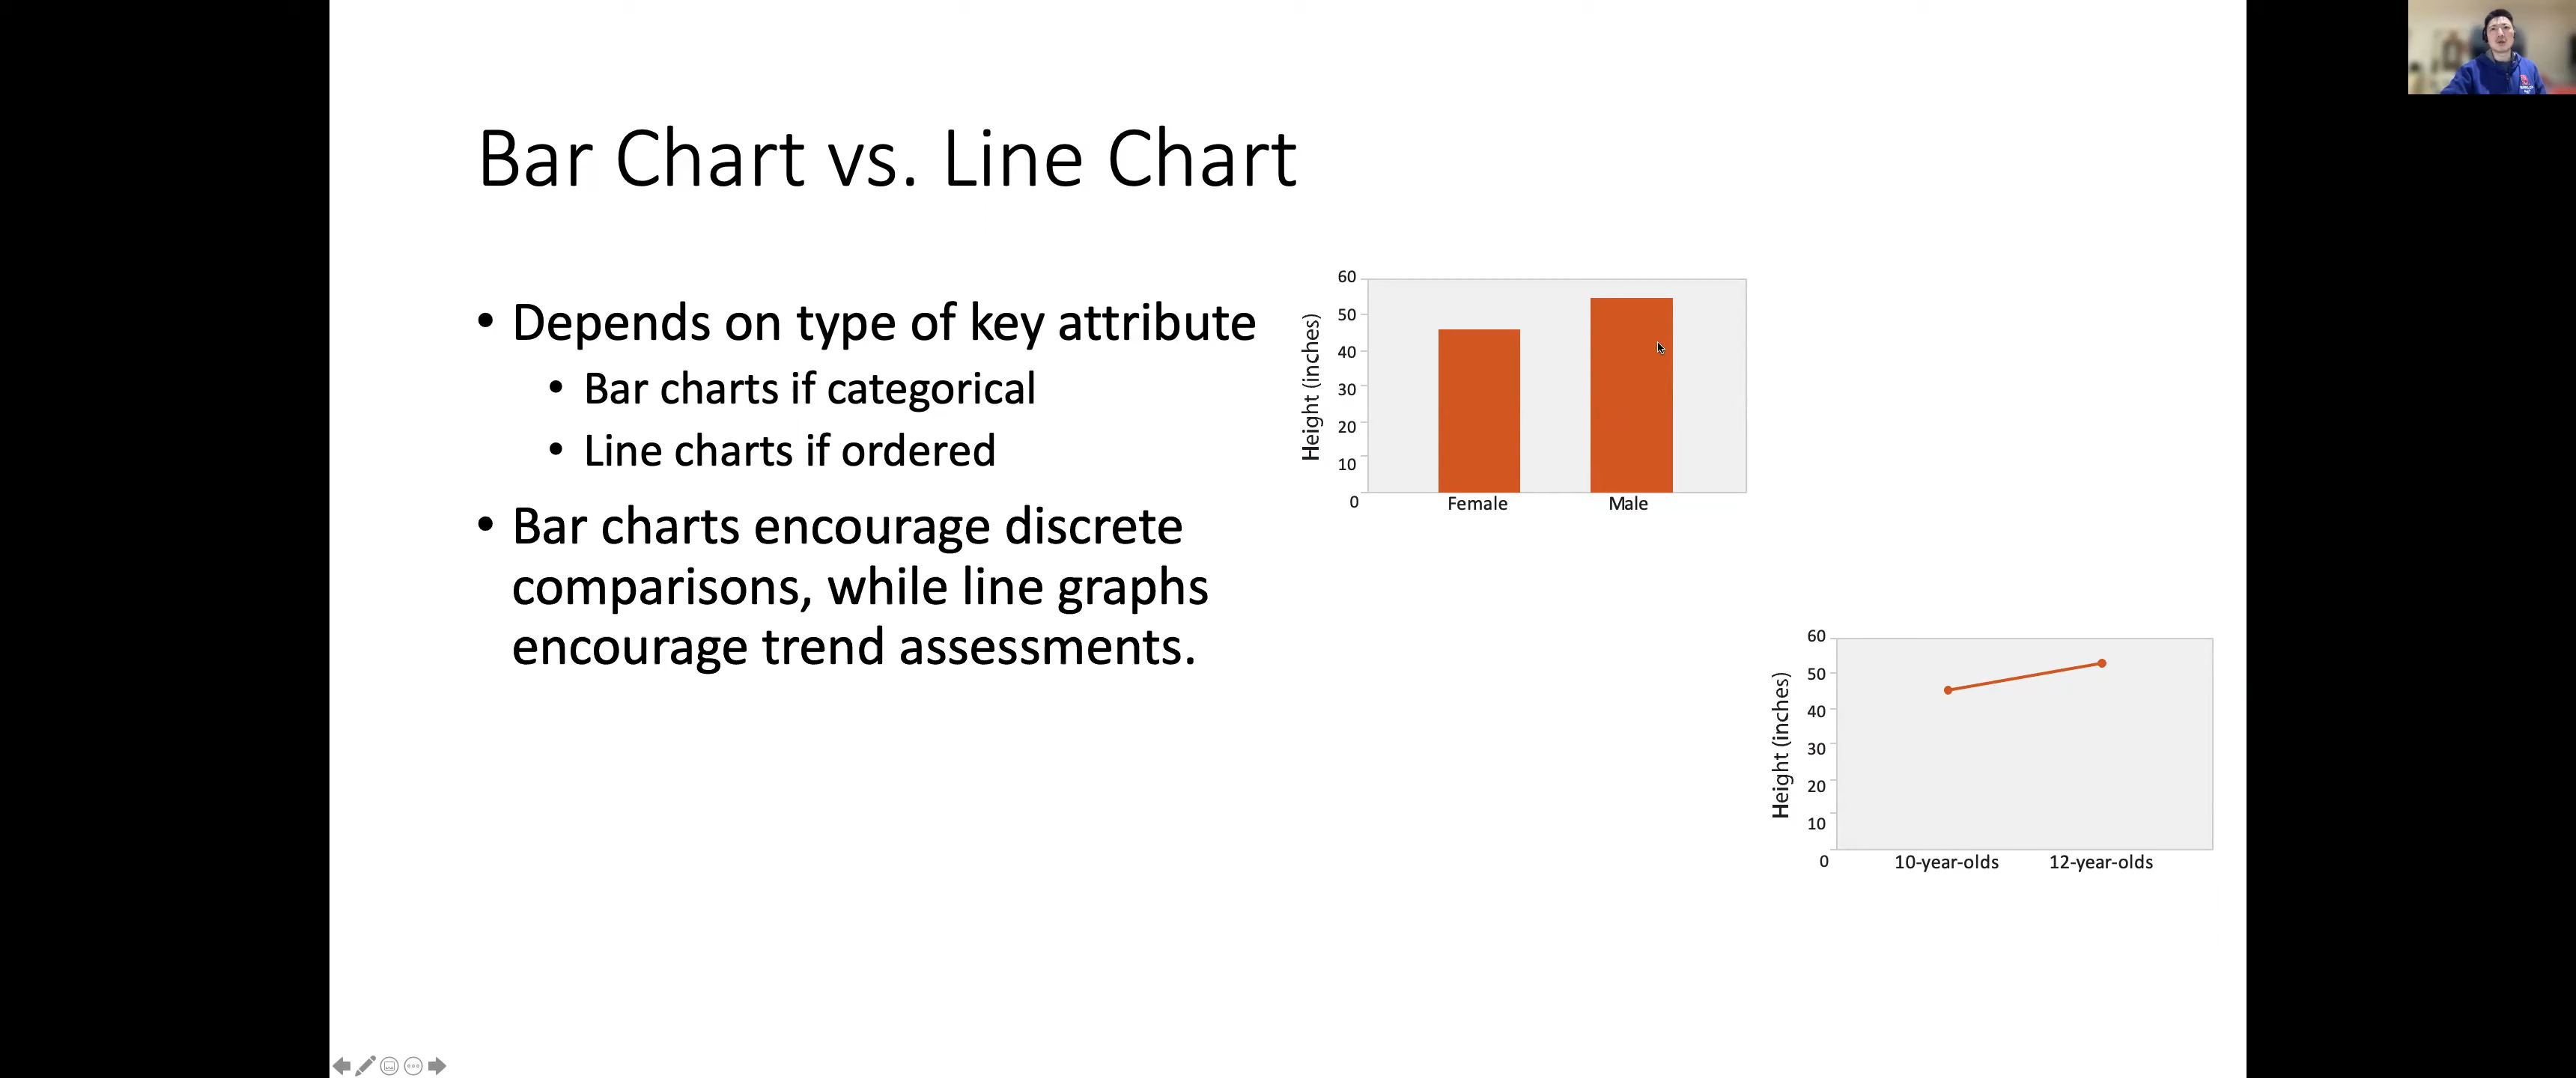 Bar Chart vs. Line Chart
• Depends on type of key attribute
• Bar charts if categorical
• Line charts if ordered
• Bar charts encourage discrete
comparisons, while line graphs
encourage trend assessments.
Height (inches)
60
50
40
30
20
10
0
Female Male
Height (inches)
60
50
40
30
20
10
0
10-year-olds 12-year-olds